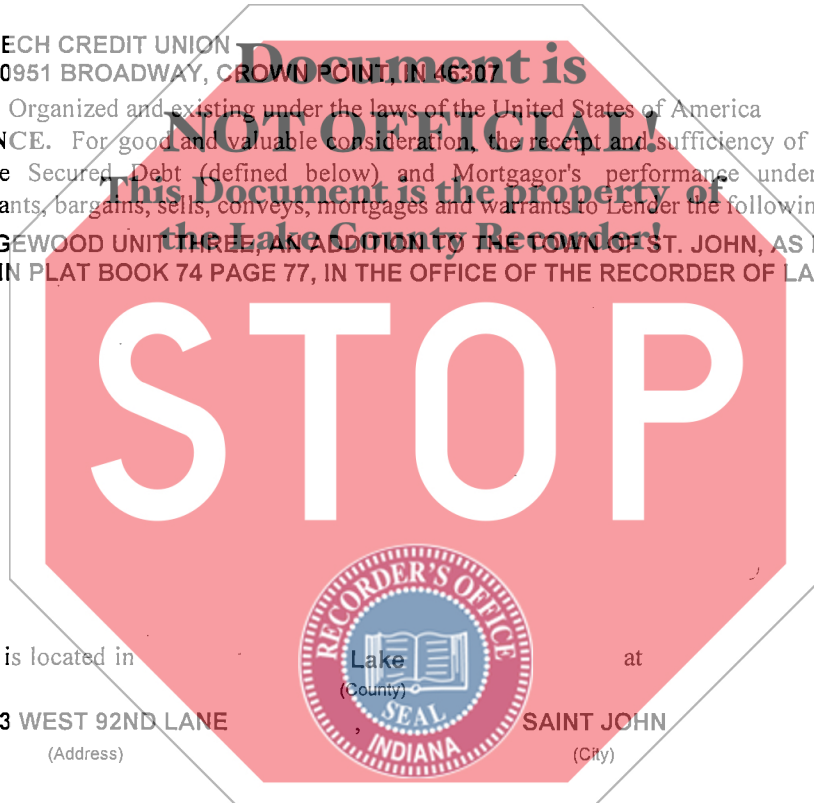 ECH CREDIT UNION
0951 BROADWAY, CROWN POINT, IN 46307
Document is
Organized and existing under the laws of the United States of America
NOT OFFICIAL!
NCE. For good and valuable consideration, the receipt and sufficiency of
e Secured Debt (defined below) and Mortgagor's performance under
This Document is the property of
ants, bargains, sells, conveys, mortgages and warrants to Lender the followin
the Lake County Recorder!
GEWOOD UNIT THREE, AN ADDITION TO THE TOWN OF ST. JOHN, AS
IN PLAT BOOK 74 PAGE 77, IN THE OFFICE OF THE RECORDER OF LA
STOP
RECORDER'S OFFICE
is located in Lake at
(County)
SEAL
3 WEST 92ND LANE , SAINT JOHN
INDIANA
(Address) (City)